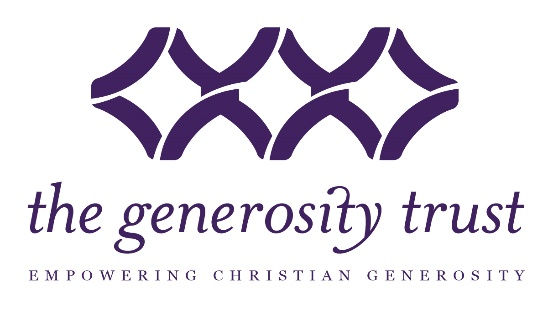 the generosity trust
EMPOWERING CHRISTIAN GENEROSITY